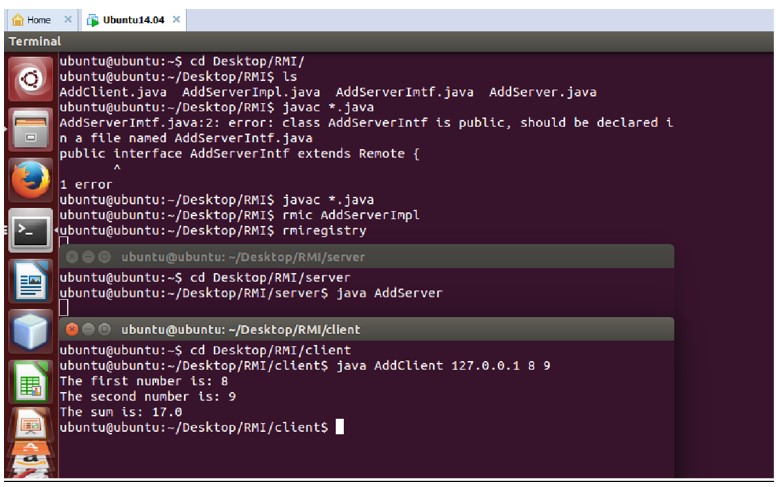 Home
Ubuntu14.04
Terminal
ubuntu@ubuntu:~$ cd Desktop/RMI/
ubuntu@ubuntu:~/Desktop/RMI$ ls
AddClient.java  AddServerImpl.java  AddServerImtf.java  AddServer.java
ubuntu@ubuntu:~/Desktop/RMI$ javac *.java
AddServerImtf.java:2: error: class AddServerIntf is public, should be declared i
n a file named AddServerIntf.java
public interface AddServerIntf extends Remote {
       ^
1 error
ubuntu@ubuntu:~/Desktop/RMI$ javac *.java
ubuntu@ubuntu:~/Desktop/RMI$ rmic AddServerImpl
ubuntu@ubuntu:~/Desktop/RMI$ rmiregistry
ubuntu@ubuntu: ~/Desktop/RMI/server
ubuntu@ubuntu:~$ cd Desktop/RMI/server
ubuntu@ubuntu:~/Desktop/RMI/server$ java AddServer
ubuntu@ubuntu: ~/Desktop/RMI/client
ubuntu@ubuntu:~$ cd Desktop/RMI/client
ubuntu@ubuntu:~/Desktop/RMI/client$ java AddClient 127.0.0.1 8 9
The first number is: 8
The second number is: 9
The sum is: 17.0
ubuntu@ubuntu:~/Desktop/RMI/client$